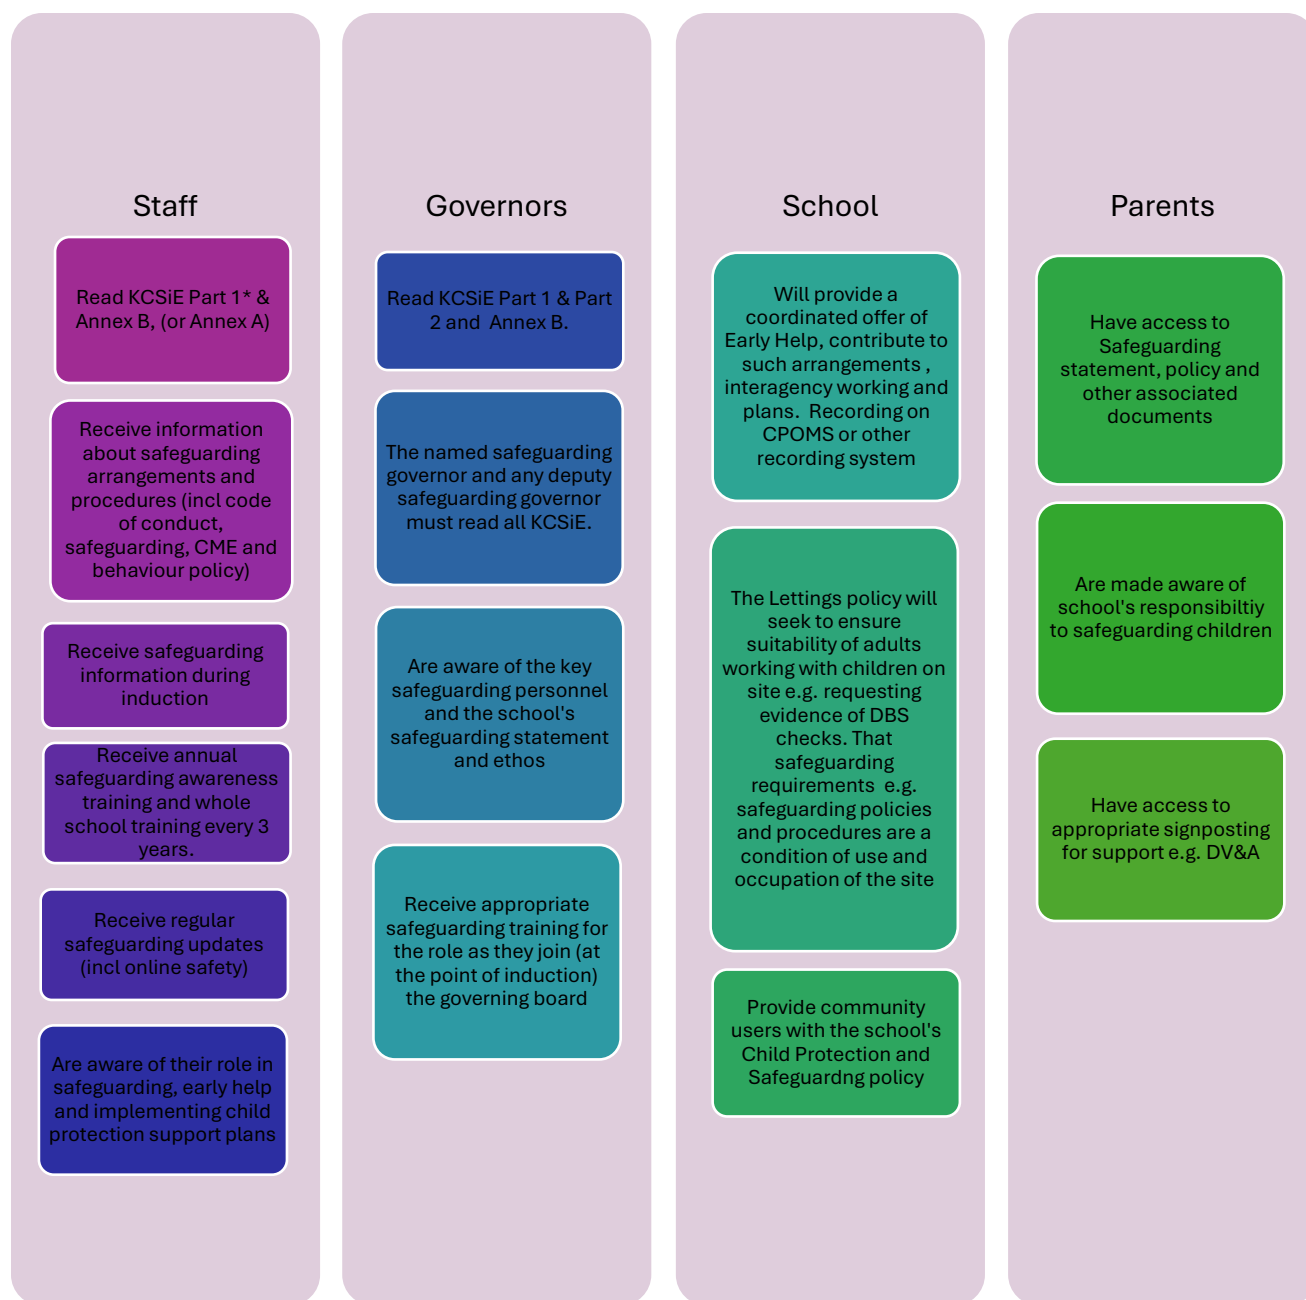 Staff
Read KCSiE Part 1* &
Annex B, (or Annex A)
Receive information
about safeguarding
arrangements and
procedures (incl code
of conduct,
safeguarding, CME and
behaviour policy)
Receive safeguarding
information during
induction
Receive annual
safeguarding awareness
training and whole
school training every 3
years.
Receive regular
safeguarding updates
(incl online safety)
Are aware of their role in
safeguarding, early help
and implementing child
protection support plans
Governors
Read KCSiE Part 1 & Part
2 and  Annex B.
The named safeguarding
governor and any deputy
safeguarding governor
must read all KCSiE.
Are aware of the key
safeguarding personnel
and the school's
safeguarding statement
and ethos
Receive appropriate
safeguarding training for
the role as they join (at
the point of induction)
the governing board
School
Will provide a
coordinated offer of
Early Help, contribute to
such arrangements ,
interagency working and
plans.  Recording on
CPOMS or other
recording system
The Lettings policy will
seek to ensure
suitability of adults
working with children on
site e.g. requesting
evidence of DBS
checks. That
safeguarding
requirements  e.g.
safeguarding policies
and procedures are a
condition of use and
occupation of the site
Provide community
users with the school's
Child Protection and
Safeguardng policy
Parents
Have access to
Safeguarding
statement, policy and
other associated
documents
Are made aware of
school's responsibiltiy
to safeguarding children
Have access to
appropriate signposting
for support e.g. DV&A